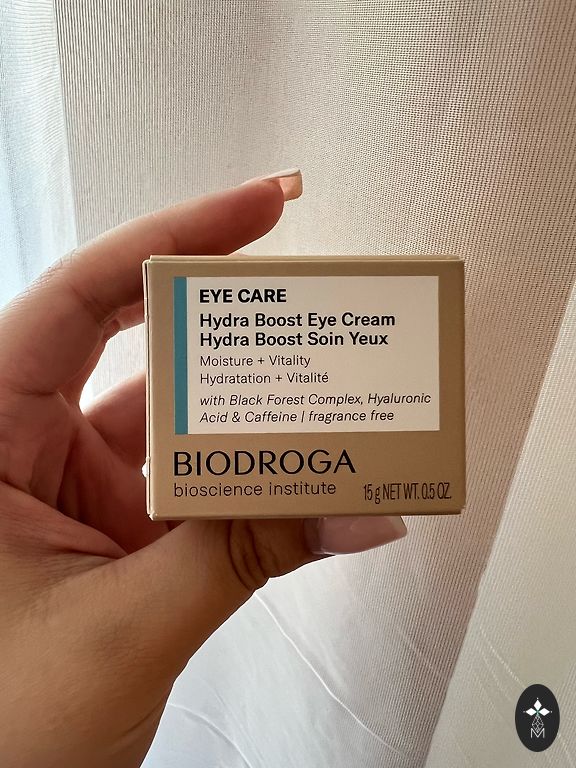 EYE CARE
Hydra Boost Eye Cream
Hydra Boost Soin Yeux
Moisture + Vitality
Hydratation + Vitalité
with Black Forest Complex, Hyaluronic
Acid & Caffeine | fragrance free
BIODROGA
bioscience institute
15 g NET WT. 0.5 OZ.
M